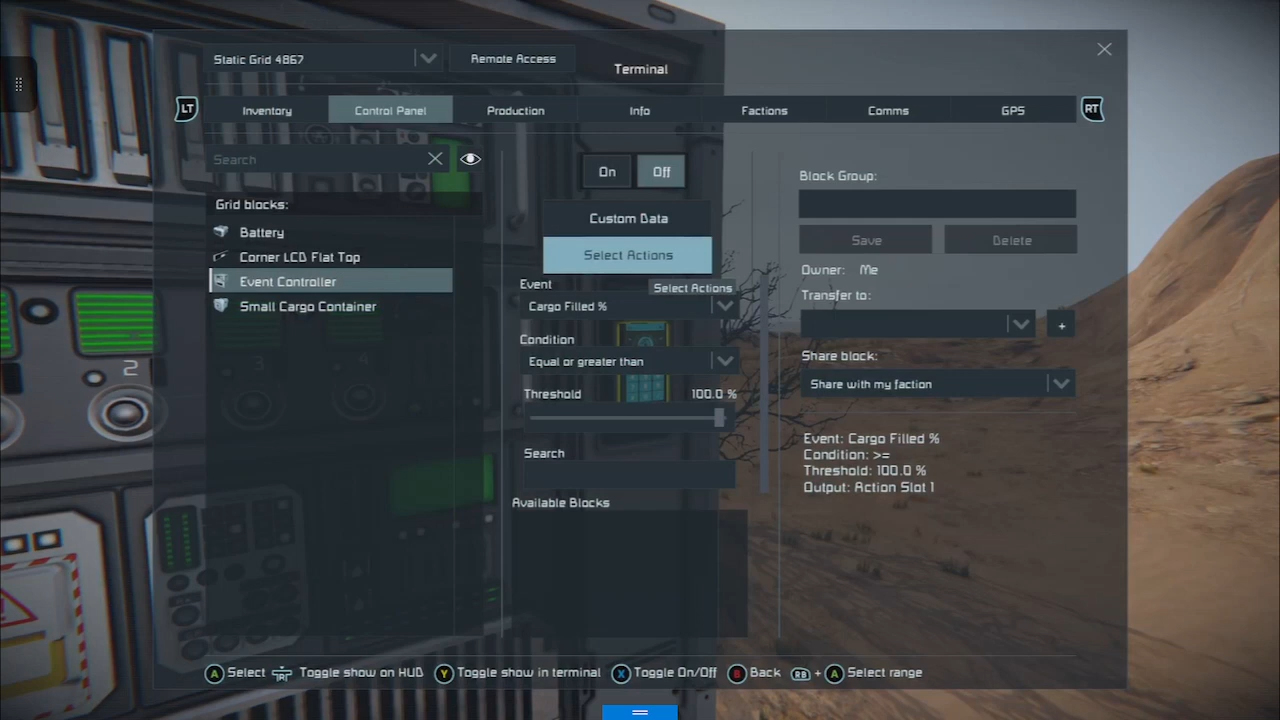 Static Grid 4867
Remote Access
Terminal
LT
Inventory
Control Panel
Production
Info
Factions
Comms
GPS
RT
Search
Grid blocks:
Battery
Corner LCD Flat Top
Event Controller
Small Cargo Container
On
Off
Custom Data
Select Actions
Event
Select Actions
Cargo Filled %
Condition
Equal or greater than
Threshold 100.0 %
Search
Available Blocks
Block Group:
Save
Delete
Owner: Me
Transfer to:
+
Share block:
Share with my faction
Event: Cargo Filled %
Condition: >=
Threshold: 100.0 %
Output: Action Slot 1
2
3
4
A Select Toggle show on HUD Y Toggle show in terminal X Toggle On/Off B Back RB + A Select range